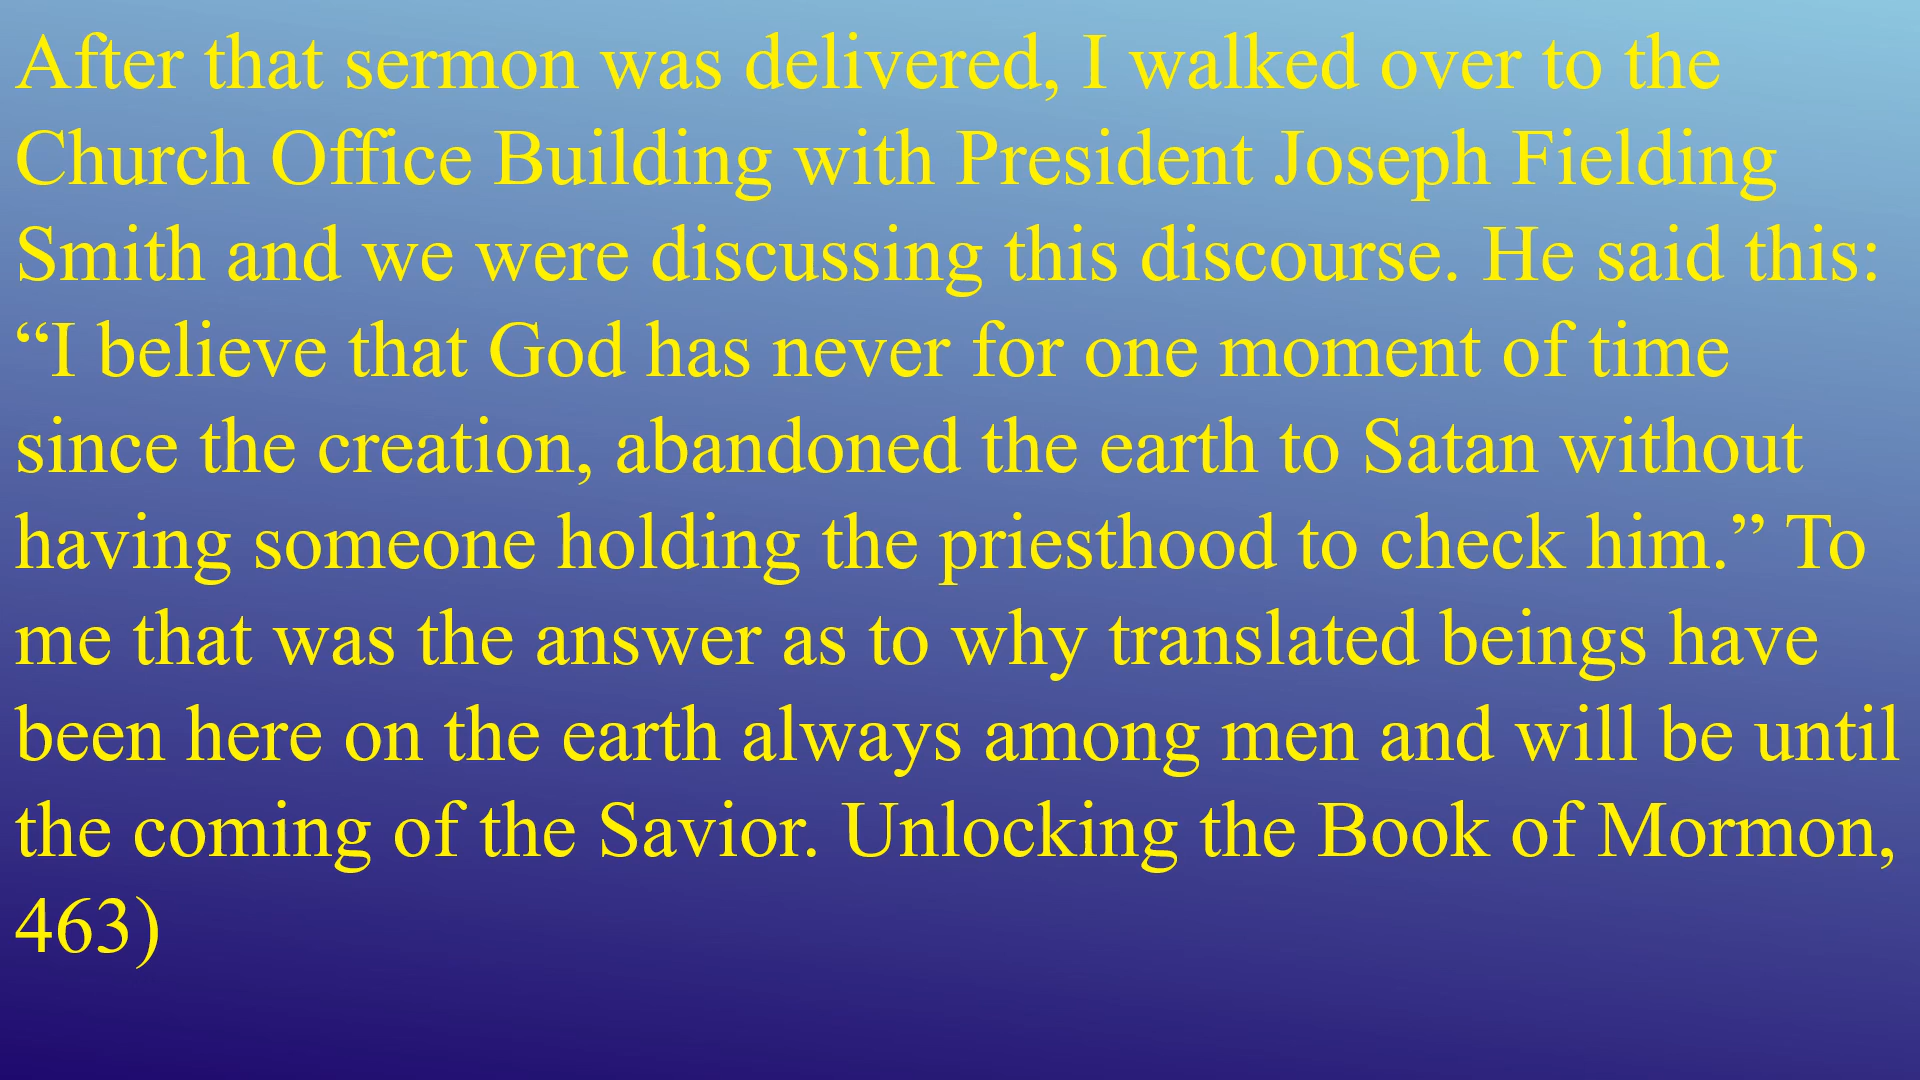 After that sermon was delivered, I walked over to the
Church Office Building with President Joseph Fielding
Smith and we were discussing this discourse. He said this:
“I believe that God has never for one moment of time
since the creation, abandoned the earth to Satan without
having someone holding the priesthood to check him.” To
me that was the answer as to why translated beings have
been here on the earth always among men and will be until
the coming of the Savior. Unlocking the Book of Mormon,
463)